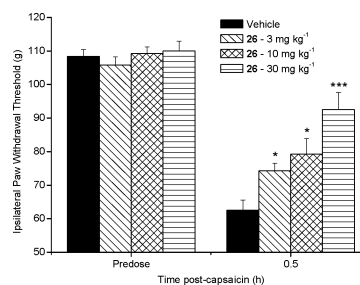 Vehicle
26 - 3 mg kg⁻¹
26 - 10 mg kg⁻¹
26 - 30 mg kg⁻¹
Ipsilateral Paw Withdrawal Threshold (g)
120
110
100
90
80
70
60
50
*
*
***
Predose
0.5
Time post-capsaicin (h)